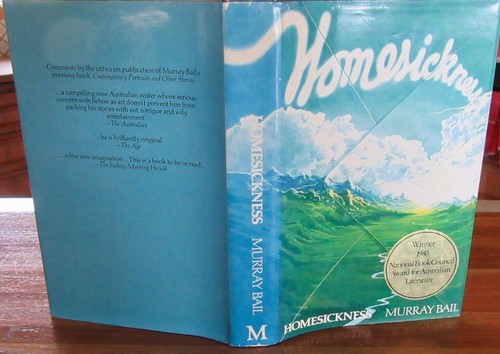 Comments by the critics on publication of Murray Bail's
previous book, Contemporary Portraits and Other Stories.
...a compelling new Australian writer whose serious
concern with fiction as art doesn't prevent him from
packing his stories with wit, intrigue and wily
entertainment.
–The Australian
'...he is brilliantly original.
–The Age
...a fine new imagination...This is a book to be re-read...
–The Sydney Morning Herald
HOMESICKNESS MURRAY BAIL
M
Homesickness
Winner
1980
National Book Council
Award for Australian
Literature
HOMESICKNESS MURRAY BAIL